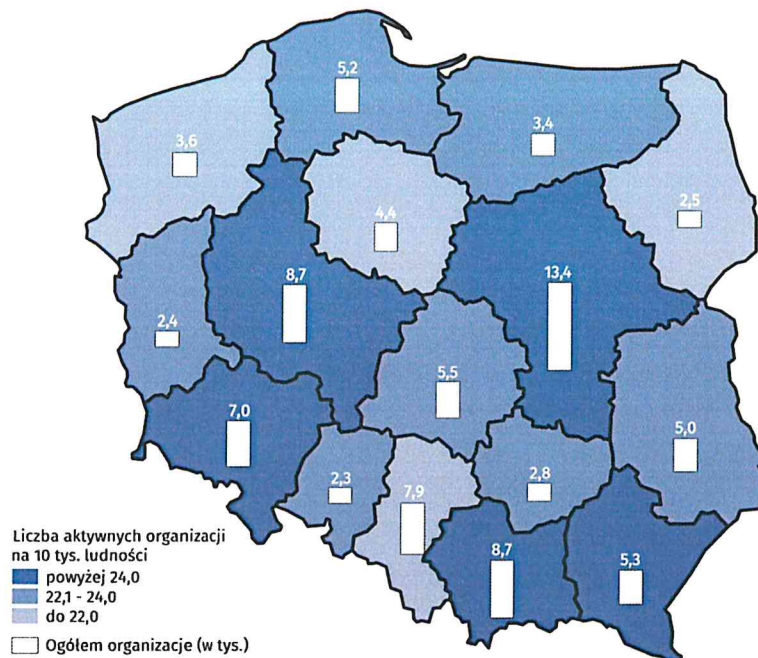 5,2
3,4
3,6
2,5
4,4
8,7
13,4
2,4
5,5
7,0
5,0
2,3
2,8
7,9
8,7
5,3
Liczba aktywnych organizacji
na 10 tys. ludności
powyżej 24,0
22,1 - 24,0
do 22,0
Ogółem organizacje (w tys.)